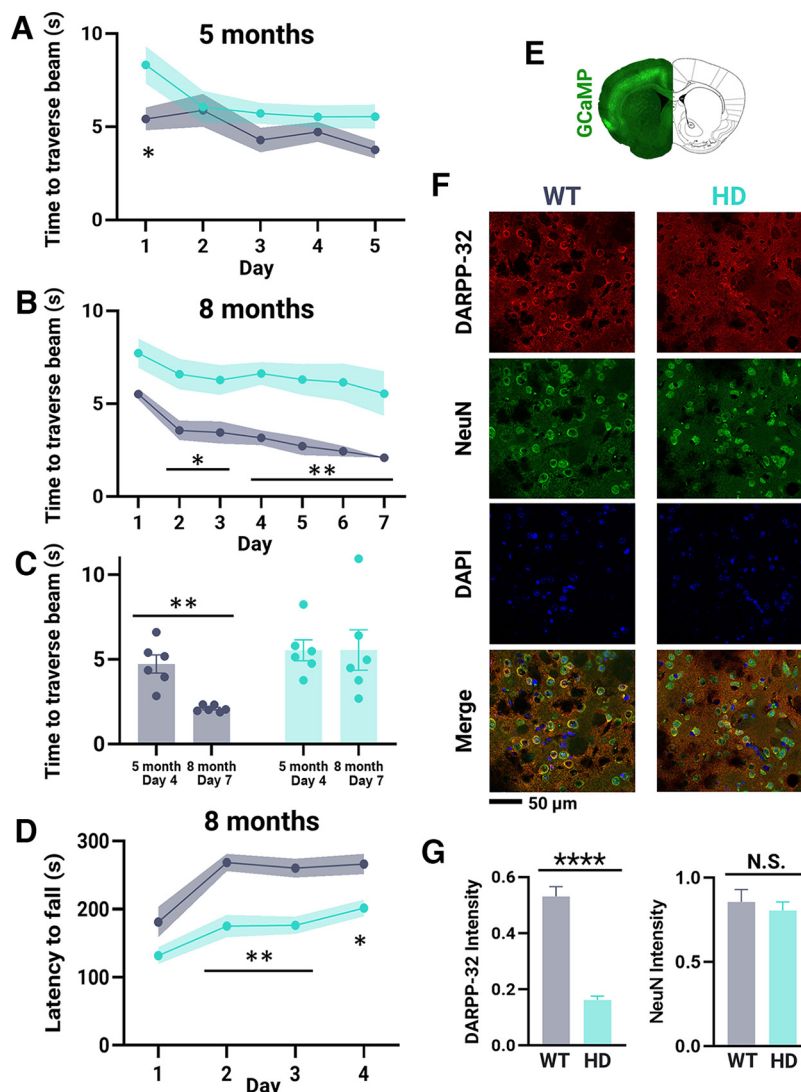 A
5 months
Time to traverse beam (s)
10
5
0
1 2 3 4 5
*
Day
B
8 months
Time to traverse beam (s)
10
5
0
1 2 3 4 5 6 7
* **
Day
C
Time to traverse beam (s)
10
5
0
**
5 month 8 month 5 month 8 month
Day 4 Day 7 Day 4 Day 7
D
8 months
Latency to fall (s)
300
200
100
0
** *
1 2 3 4
Day
E
GCaMP
F
WT HD
DARPP-32
NeuN
DAPI
Merge
50 µm
G
DARPP-32 Intensity
0.6
0.4
0.2
0.0
****
WT HD
NeuN Intensity
1.0
0.5
0.0
N.S.
WT HD